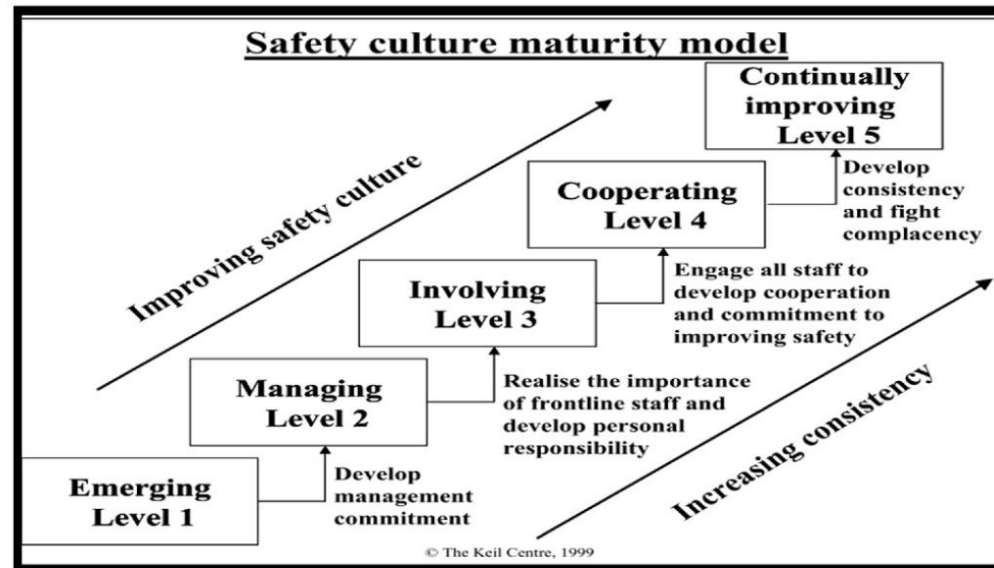 Safety culture maturity model
Continually
improving
Level 5
Improving safety culture
Develop
consistency
and fight
complacency
Cooperating
Level 4
Engage all staff to
develop cooperation
and commitment to
improving safety
Involving
Level 3
Realise the importance
of frontline staff and
develop personal
responsibility
Managing
Level 2
Increasing consistency
Develop
management
commitment
Emerging
Level 1
© The Keil Centre, 1999